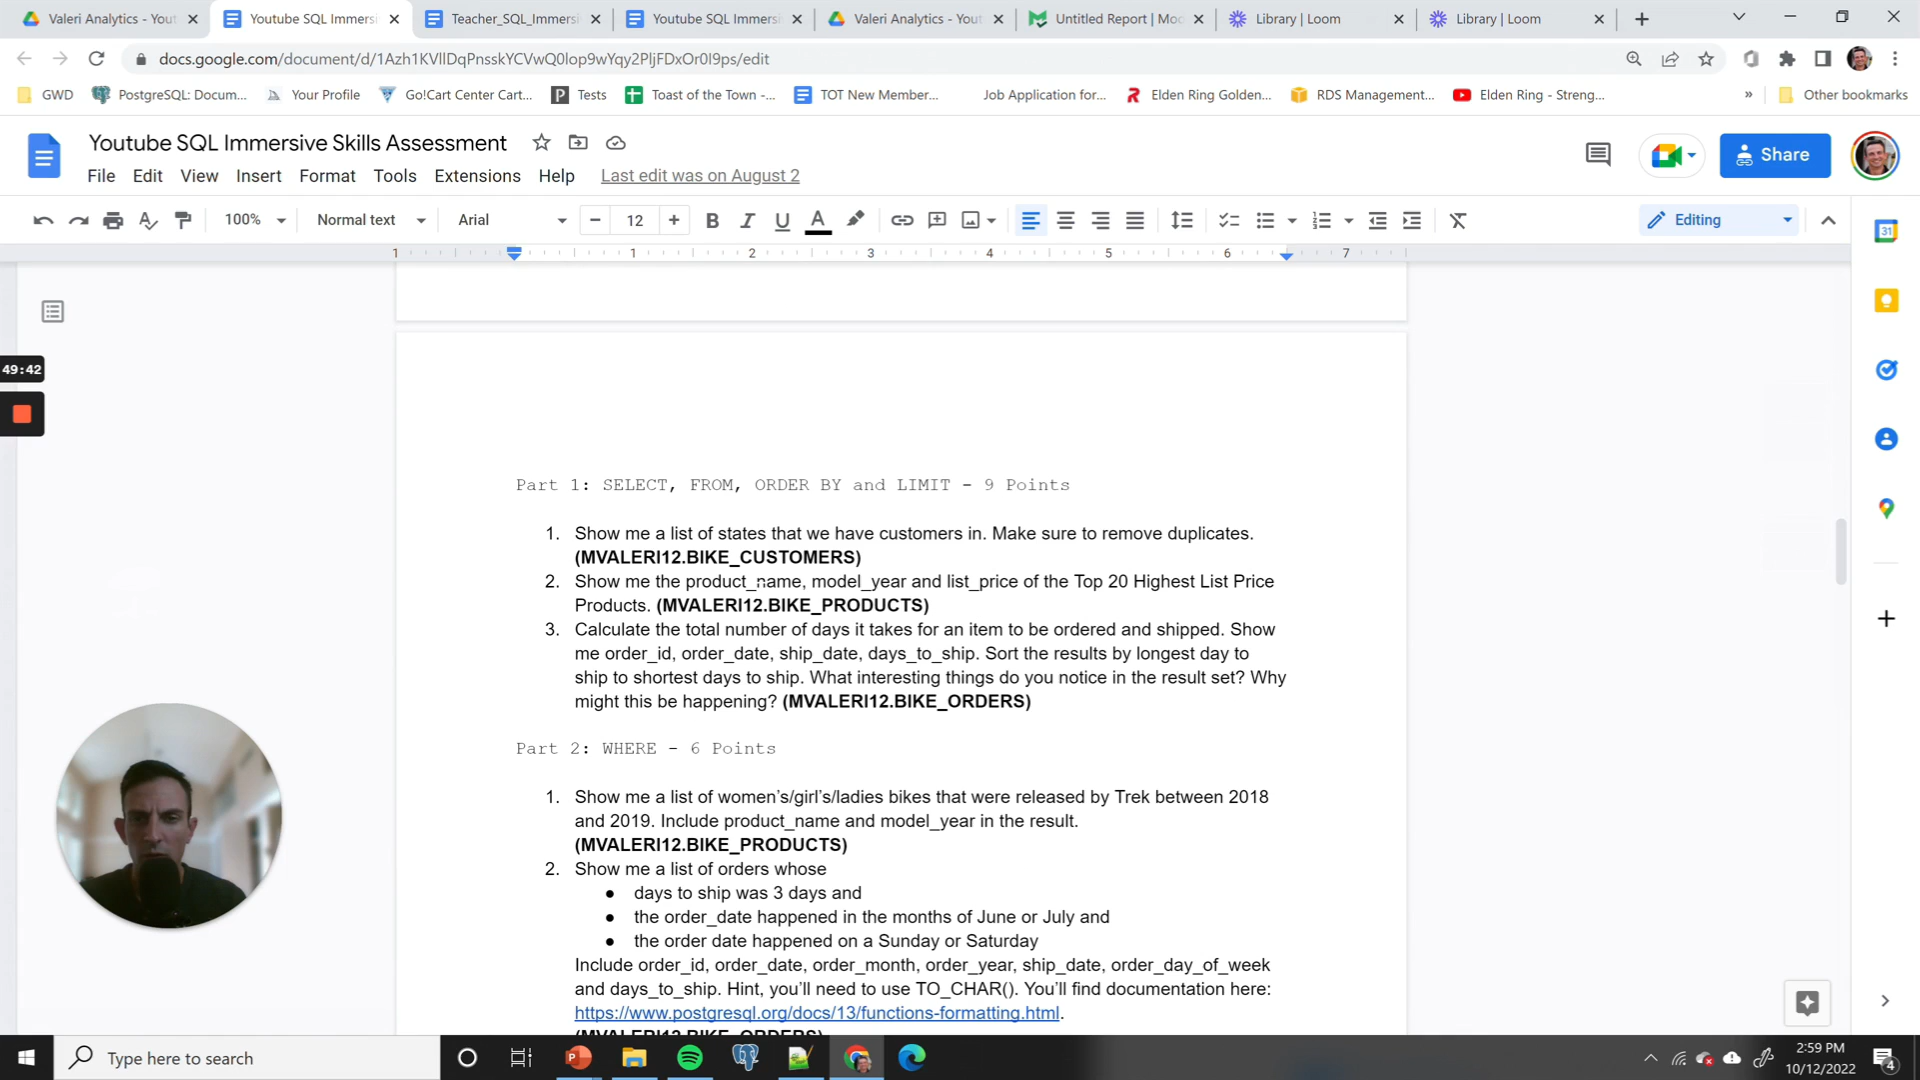 Valeri Analytics - Yout
Youtube SQL Immersi
Teacher_SQL_Immersi
Youtube SQL Immersi
Valeri Analytics - Yout
Untitled Report | Moc
Library | Loom
Library | Loom
docs.google.com/document/d/1Azh1KVllDqPnsskYCVwQ0lop9wYqy2PljFDxOr0I9ps/edit
GWD
PostgreSQL: Docum...
Your Profile
Go!Cart Center Cart...
Tests
Toast of the Town -...
TOT New Member...
Job Application for...
Elden Ring Golden...
RDS Management...
Elden Ring - Streng...
»
Other bookmarks
Youtube SQL Immersive Skills Assessment
Share
File Edit View Insert Format Tools Extensions Help Last edit was on August 2
100% Normal text Arial 12 B I U A Editing
1 1 2 3 4 5 6 7
31
49:42
Part 1: SELECT, FROM, ORDER BY and LIMIT - 9 Points
1. Show me a list of states that we have customers in. Make sure to remove duplicates.
(MVALERI12.BIKE_CUSTOMERS)
2. Show me the product_name, model_year and list_price of the Top 20 Highest List Price
Products. (MVALERI12.BIKE_PRODUCTS)
3. Calculate the total number of days it takes for an item to be ordered and shipped. Show
me order_id, order_date, ship_date, days_to_ship. Sort the results by longest day to
ship to shortest days to ship. What interesting things do you notice in the result set? Why
might this be happening? (MVALERI12.BIKE_ORDERS)
Part 2: WHERE - 6 Points
1. Show me a list of women's/girl's/ladies bikes that were released by Trek between 2018
and 2019. Include product_name and model_year in the result.
(MVALERI12.BIKE_PRODUCTS)
2. Show me a list of orders whose
● days to ship was 3 days and
● the order_date happened in the months of June or July and
● the order date happened on a Sunday or Saturday
Include order_id, order_date, order_month, order_year, ship_date, order_day_of_week
and days_to_ship. Hint, you'll need to use TO_CHAR(). You'll find documentation here:
https://www.postgresql.org/docs/13/functions-formatting.html.
(MVALERI12.BIKE_ORDERS)
Type here to search
2:59 PM
10/12/2022
4